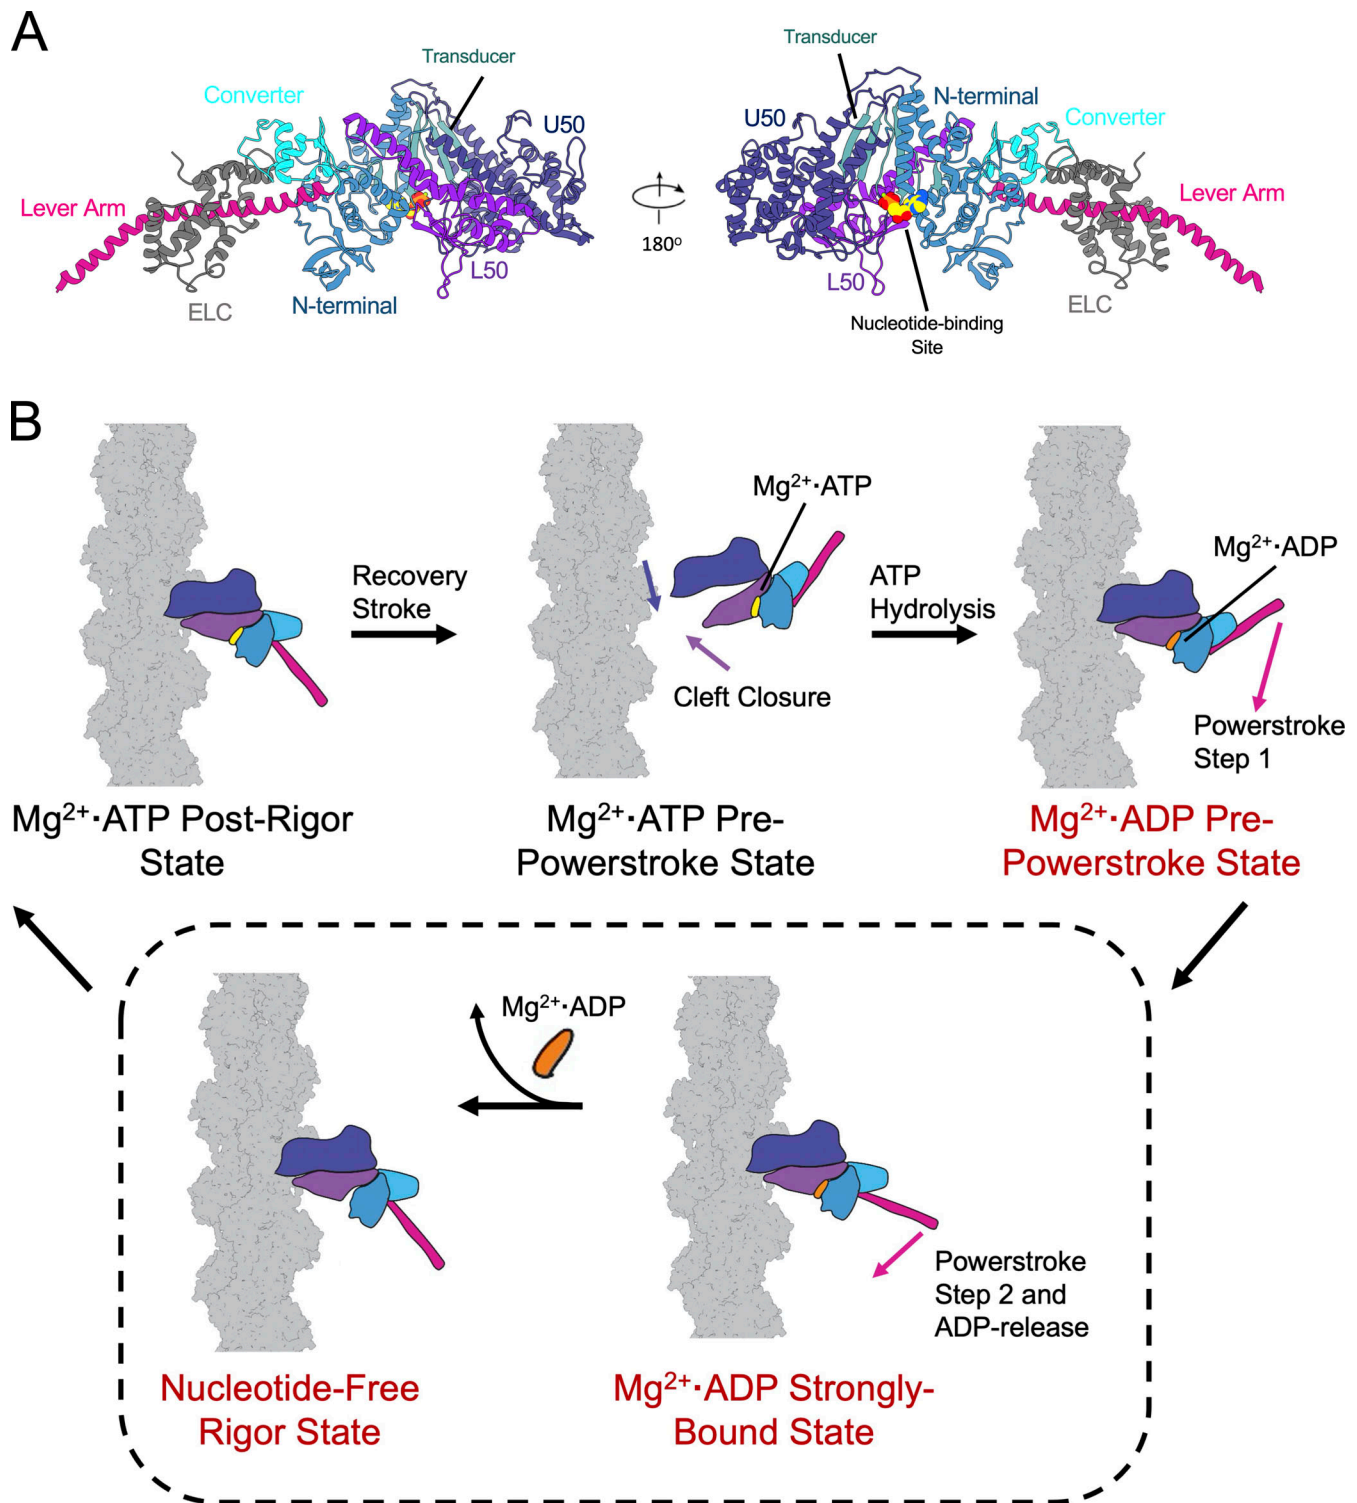 A
Transducer
Converter
U50
Lever Arm
ELC
N-terminal
L50
180º
Transducer
U50
N-terminal
Converter
Lever Arm
L50
ELC
Nucleotide-binding
Site
B
Recovery
Stroke
Mg²⁺·ATP
Cleft Closure
ATP
Hydrolysis
Mg²⁺·ADP
Powerstroke
Step 1
Mg²⁺·ATP Post-Rigor
State
Mg²⁺·ATP Pre-
Powerstroke State
Mg²⁺·ADP Pre-
Powerstroke State
Mg²⁺·ADP
Powerstroke
Step 2 and
ADP-release
Nucleotide-Free
Rigor State
Mg²⁺·ADP Strongly-
Bound State